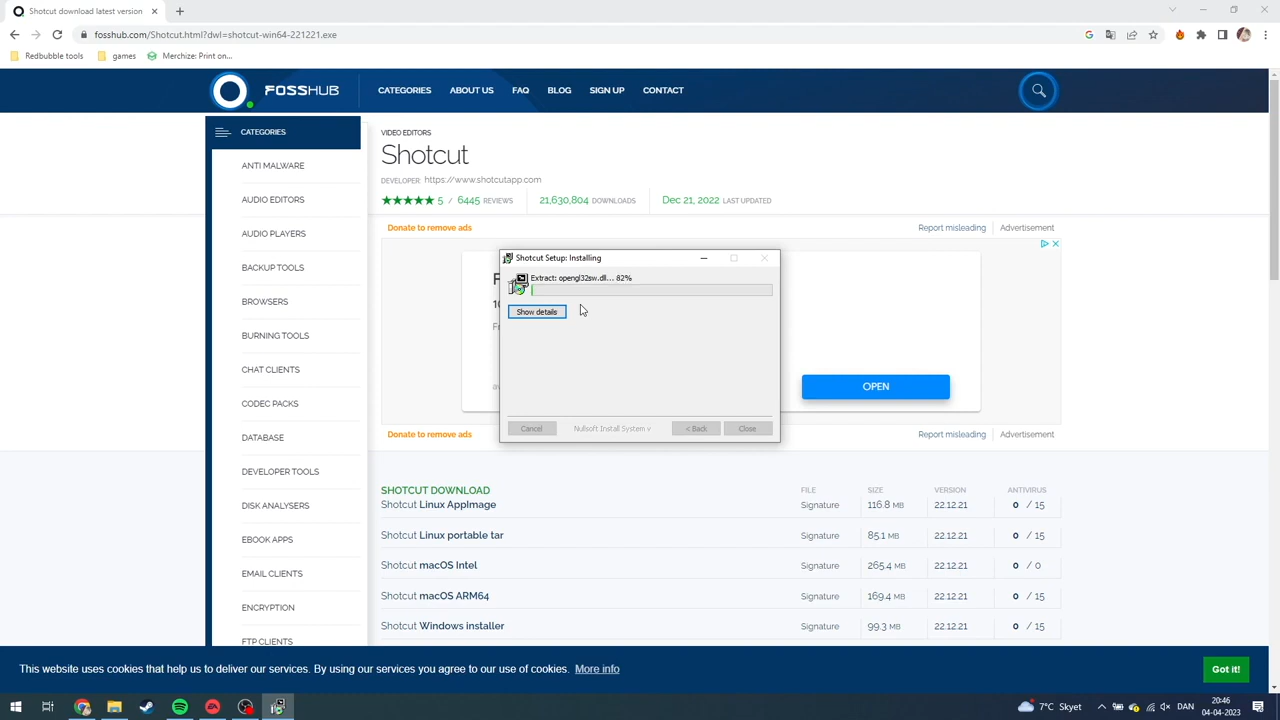 Shotcut download latest version
fosshub.com/Shotcut.html?dwl=shotcut-win64-221221.exe
Redbubble tools
games
Merchize: Print on...
FOSSHUB
CATEGORIES
ABOUT US
FAQ
BLOG
SIGN UP
CONTACT
CATEGORIES
ANTI MALWARE
AUDIO EDITORS
AUDIO PLAYERS
BACKUP TOOLS
BROWSERS
BURNING TOOLS
CHAT CLIENTS
CODEC PACKS
DATABASE
DEVELOPER TOOLS
DISK ANALYSERS
EBOOK APPS
EMAIL CLIENTS
ENCRYPTION
FTP CLIENTS
VIDEO EDITORS
Shotcut
DEVELOPER: https://www.shotcutapp.com
5 / 6445 REVIEWS
21,630,804 DOWNLOADS
Dec 21, 2022 LAST UPDATED
Donate to remove ads
Report misleading
Advertisement
Shotcut Setup: Installing
Extract: opengl32sw.dll... 82%
Show details
Cancel
Nullsoft Install System v
< Back
Close
OPEN
Donate to remove ads
Report misleading
Advertisement
SHOTCUT DOWNLOAD FILE SIZE VERSION ANTIVIRUS
Shotcut Linux AppImage Signature 116.8 MB 22.12.21 0 / 15
Shotcut Linux portable tar Signature 85.1 MB 22.12.21 0 / 15
Shotcut macOS Intel Signature 265.4 MB 22.12.21 0 / 0
Shotcut macOS ARM64 Signature 169.4 MB 22.12.21 0 / 15
Shotcut Windows installer Signature 99.3 MB 22.12.21 0 / 15
This website uses cookies that help us to deliver our services. By using our services you agree to our use of cookies. More info
Got it!
7°C Skyet
DAN
20:46
04-04-2023